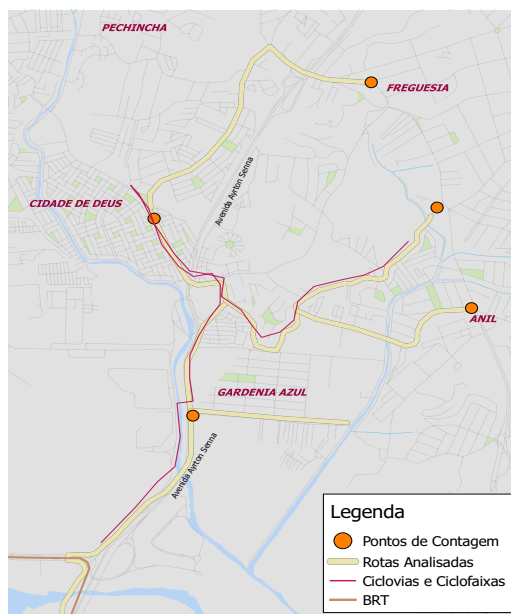 PECHINCHA
FREGUESIA
Avenida Ayrton Senna
CIDADE DE DEUS
ANIL
GARDENIA AZUL
Avenida Ayrton Senna
Legenda
Pontos de Contagem
Rotas Analisadas
Ciclovias e Ciclofaixas
BRT